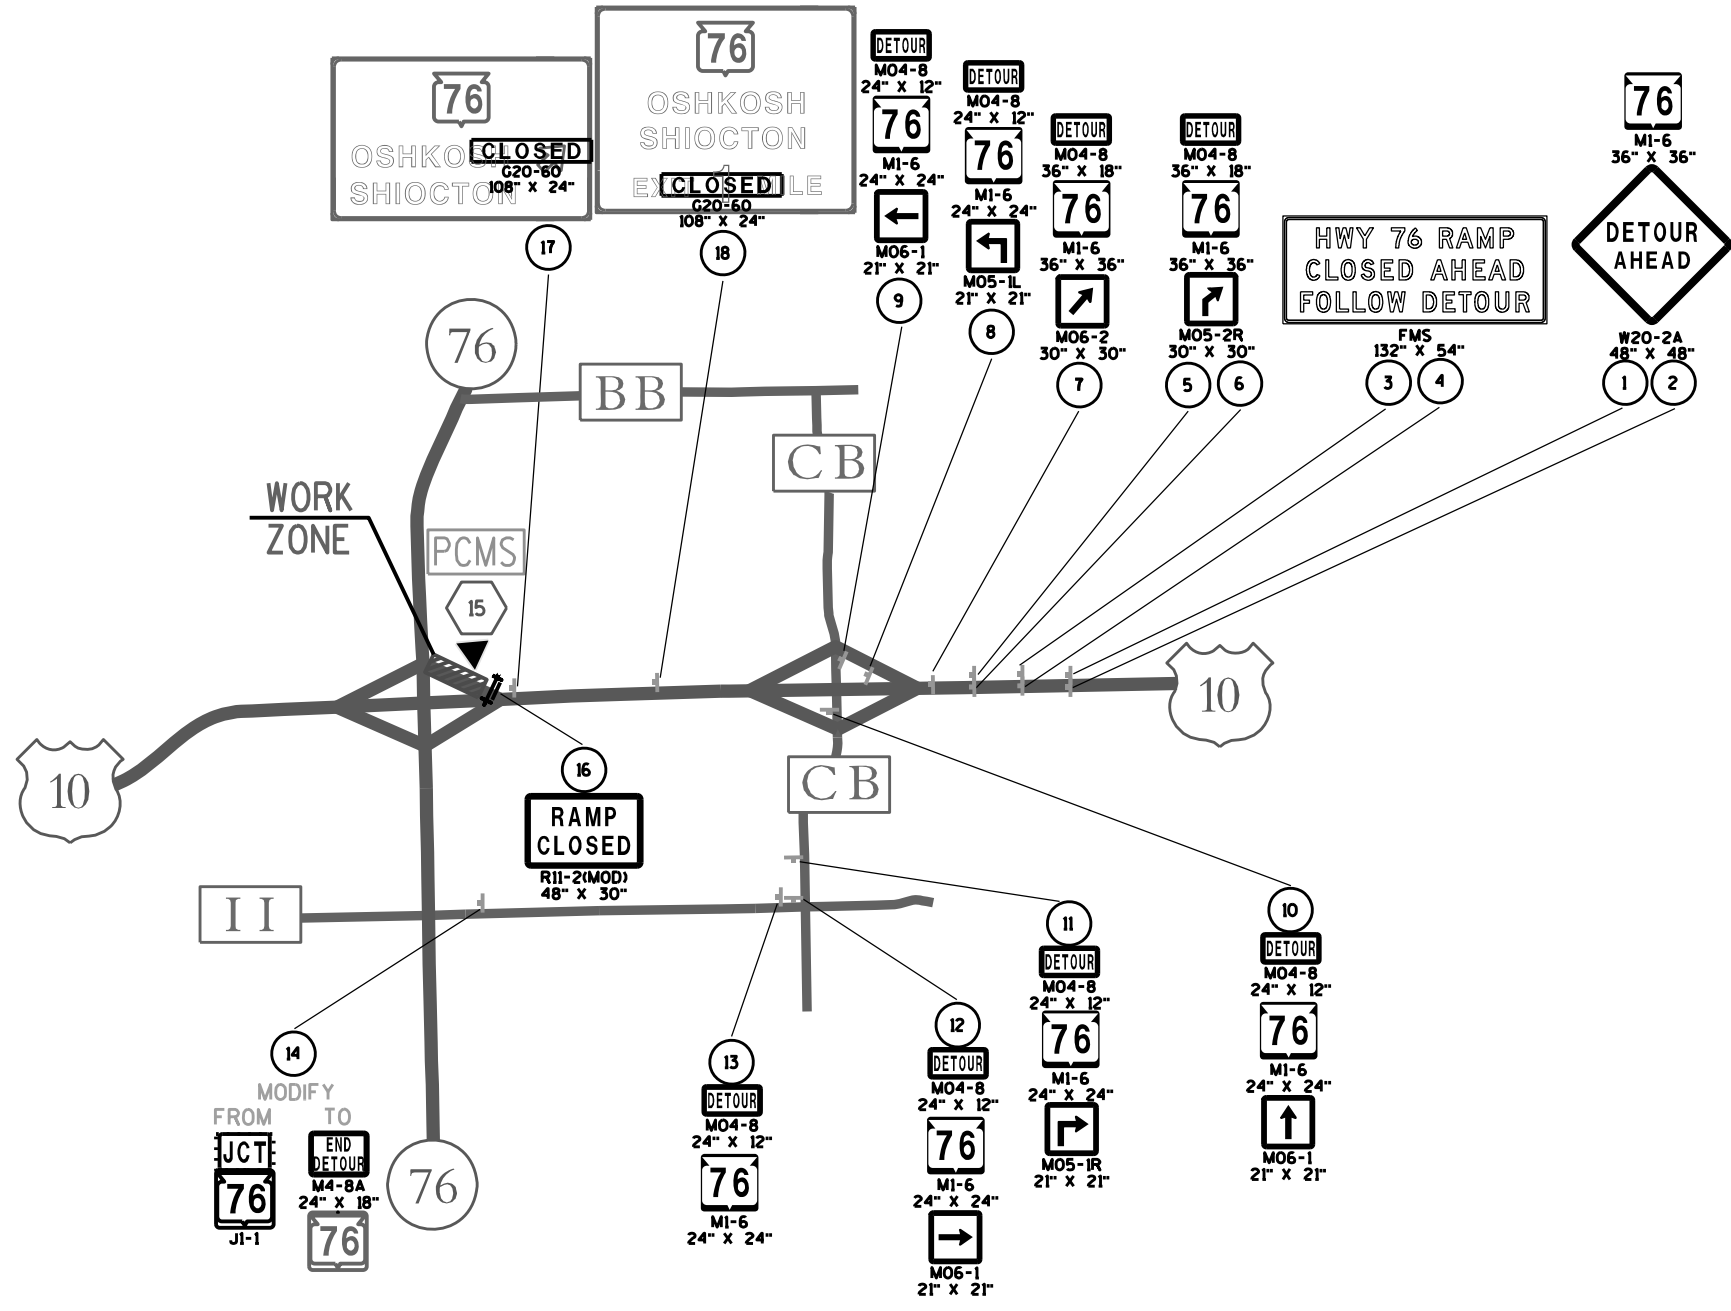 76
OSHKOSH
SHIOCTON
CLOSED
G20-60
108" X 24"
17
76
OSHKOSH
SHIOCTON
EXIT 1 MILE
CLOSED
G20-60
108" X 24"
18
DETOUR
M04-8
24" X 12"
76
M1-6
24" X 24"
M06-1
21" X 21"
9
DETOUR
M04-8
24" X 12"
76
M1-6
24" X 24"
M05-1L
21" X 21"
8
DETOUR
M04-8
36" X 18"
76
M1-6
36" X 36"
M06-2
30" X 30"
7
DETOUR
M04-8
36" X 18"
76
M1-6
36" X 36"
M05-2R
30" X 30"
5
6
HWY 76 RAMP
CLOSED AHEAD
FOLLOW DETOUR
FMS
132" X 54"
3
4
76
M1-6
36" X 36"
DETOUR
AHEAD
W20-2A
48" X 48"
1
2
76
BB
CB
WORK
ZONE
PCMS
15
10
10
16
RAMP
CLOSED
R11-2(MOD)
48" X 30"
CB
II
14
MODIFY
FROM
TO
JCT
76
J1-1
END
DETOUR
M4-8A
24" X 18"
76
76
13
DETOUR
M04-8
24" X 12"
76
M1-6
24" X 24"
12
DETOUR
M04-8
24" X 12"
76
M1-6
24" X 24"
M06-1
21" X 21"
11
DETOUR
M04-8
24" X 12"
76
M1-6
24" X 24"
M05-1R
21" X 21"
10
DETOUR
M04-8
24" X 12"
76
M1-6
24" X 24"
M06-1
21" X 21"